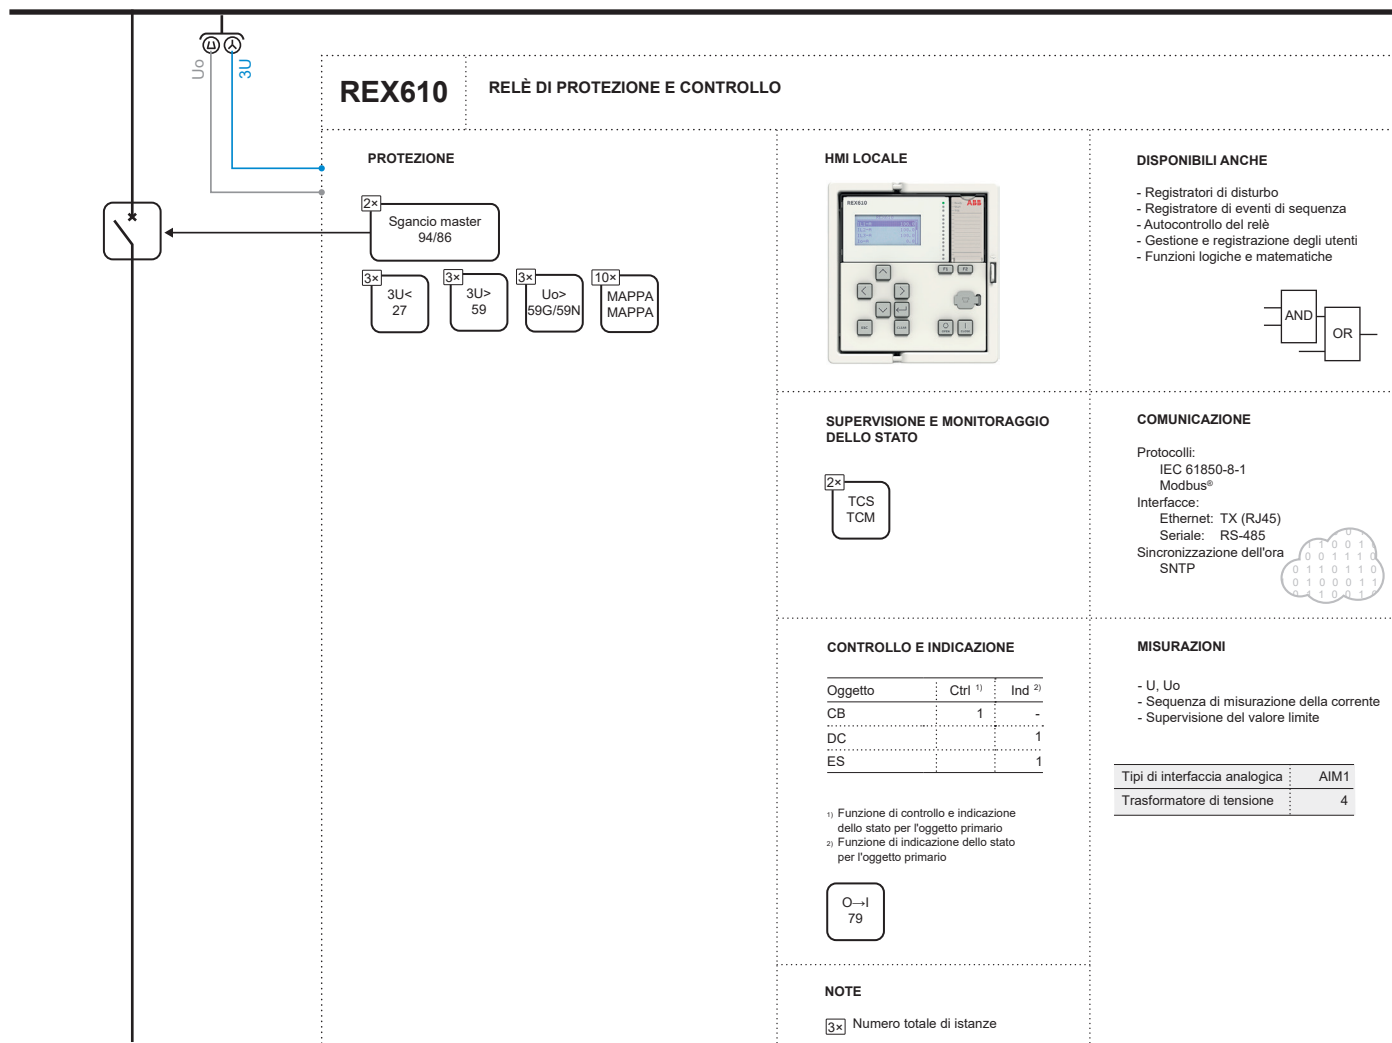 Uo
3U
REX610
RELÈ DI PROTEZIONE E CONTROLLO
PROTEZIONE
2×
Sgancio master
94/86
3×
3U<
27
3×
3U>
59
3×
Uo>
59G/59N
10×
MAPPA
MAPPA
HMI LOCALE
REX610
ABB
DISPONIBILI ANCHE
- Registratori di disturbo
- Registratore di eventi di sequenza
- Autocontrollo del relè
- Gestione e registrazione degli utenti
- Funzioni logiche e matematiche
AND
OR
SUPERVISIONE E MONITORAGGIO
DELLO STATO
2×
TCS
TCM
COMUNICAZIONE
Protocolli:
IEC 61850-8-1
Modbus®
Interfacce:
Ethernet: TX (RJ45)
Seriale: RS-485
Sincronizzazione dell'ora
SNTP
CONTROLLO E INDICAZIONE
Oggetto Ctrl 1) Ind 2)
CB 1 -
DC 1
ES 1
1) Funzione di controllo e indicazione
dello stato per l'oggetto primario
2) Funzione di indicazione dello stato
per l'oggetto primario
O→I
79
MISURAZIONI
- U, Uo
- Sequenza di misurazione della corrente
- Supervisione del valore limite
Tipi di interfaccia analogica AIM1
Trasformatore di tensione 4
NOTE
3× Numero totale di istanze